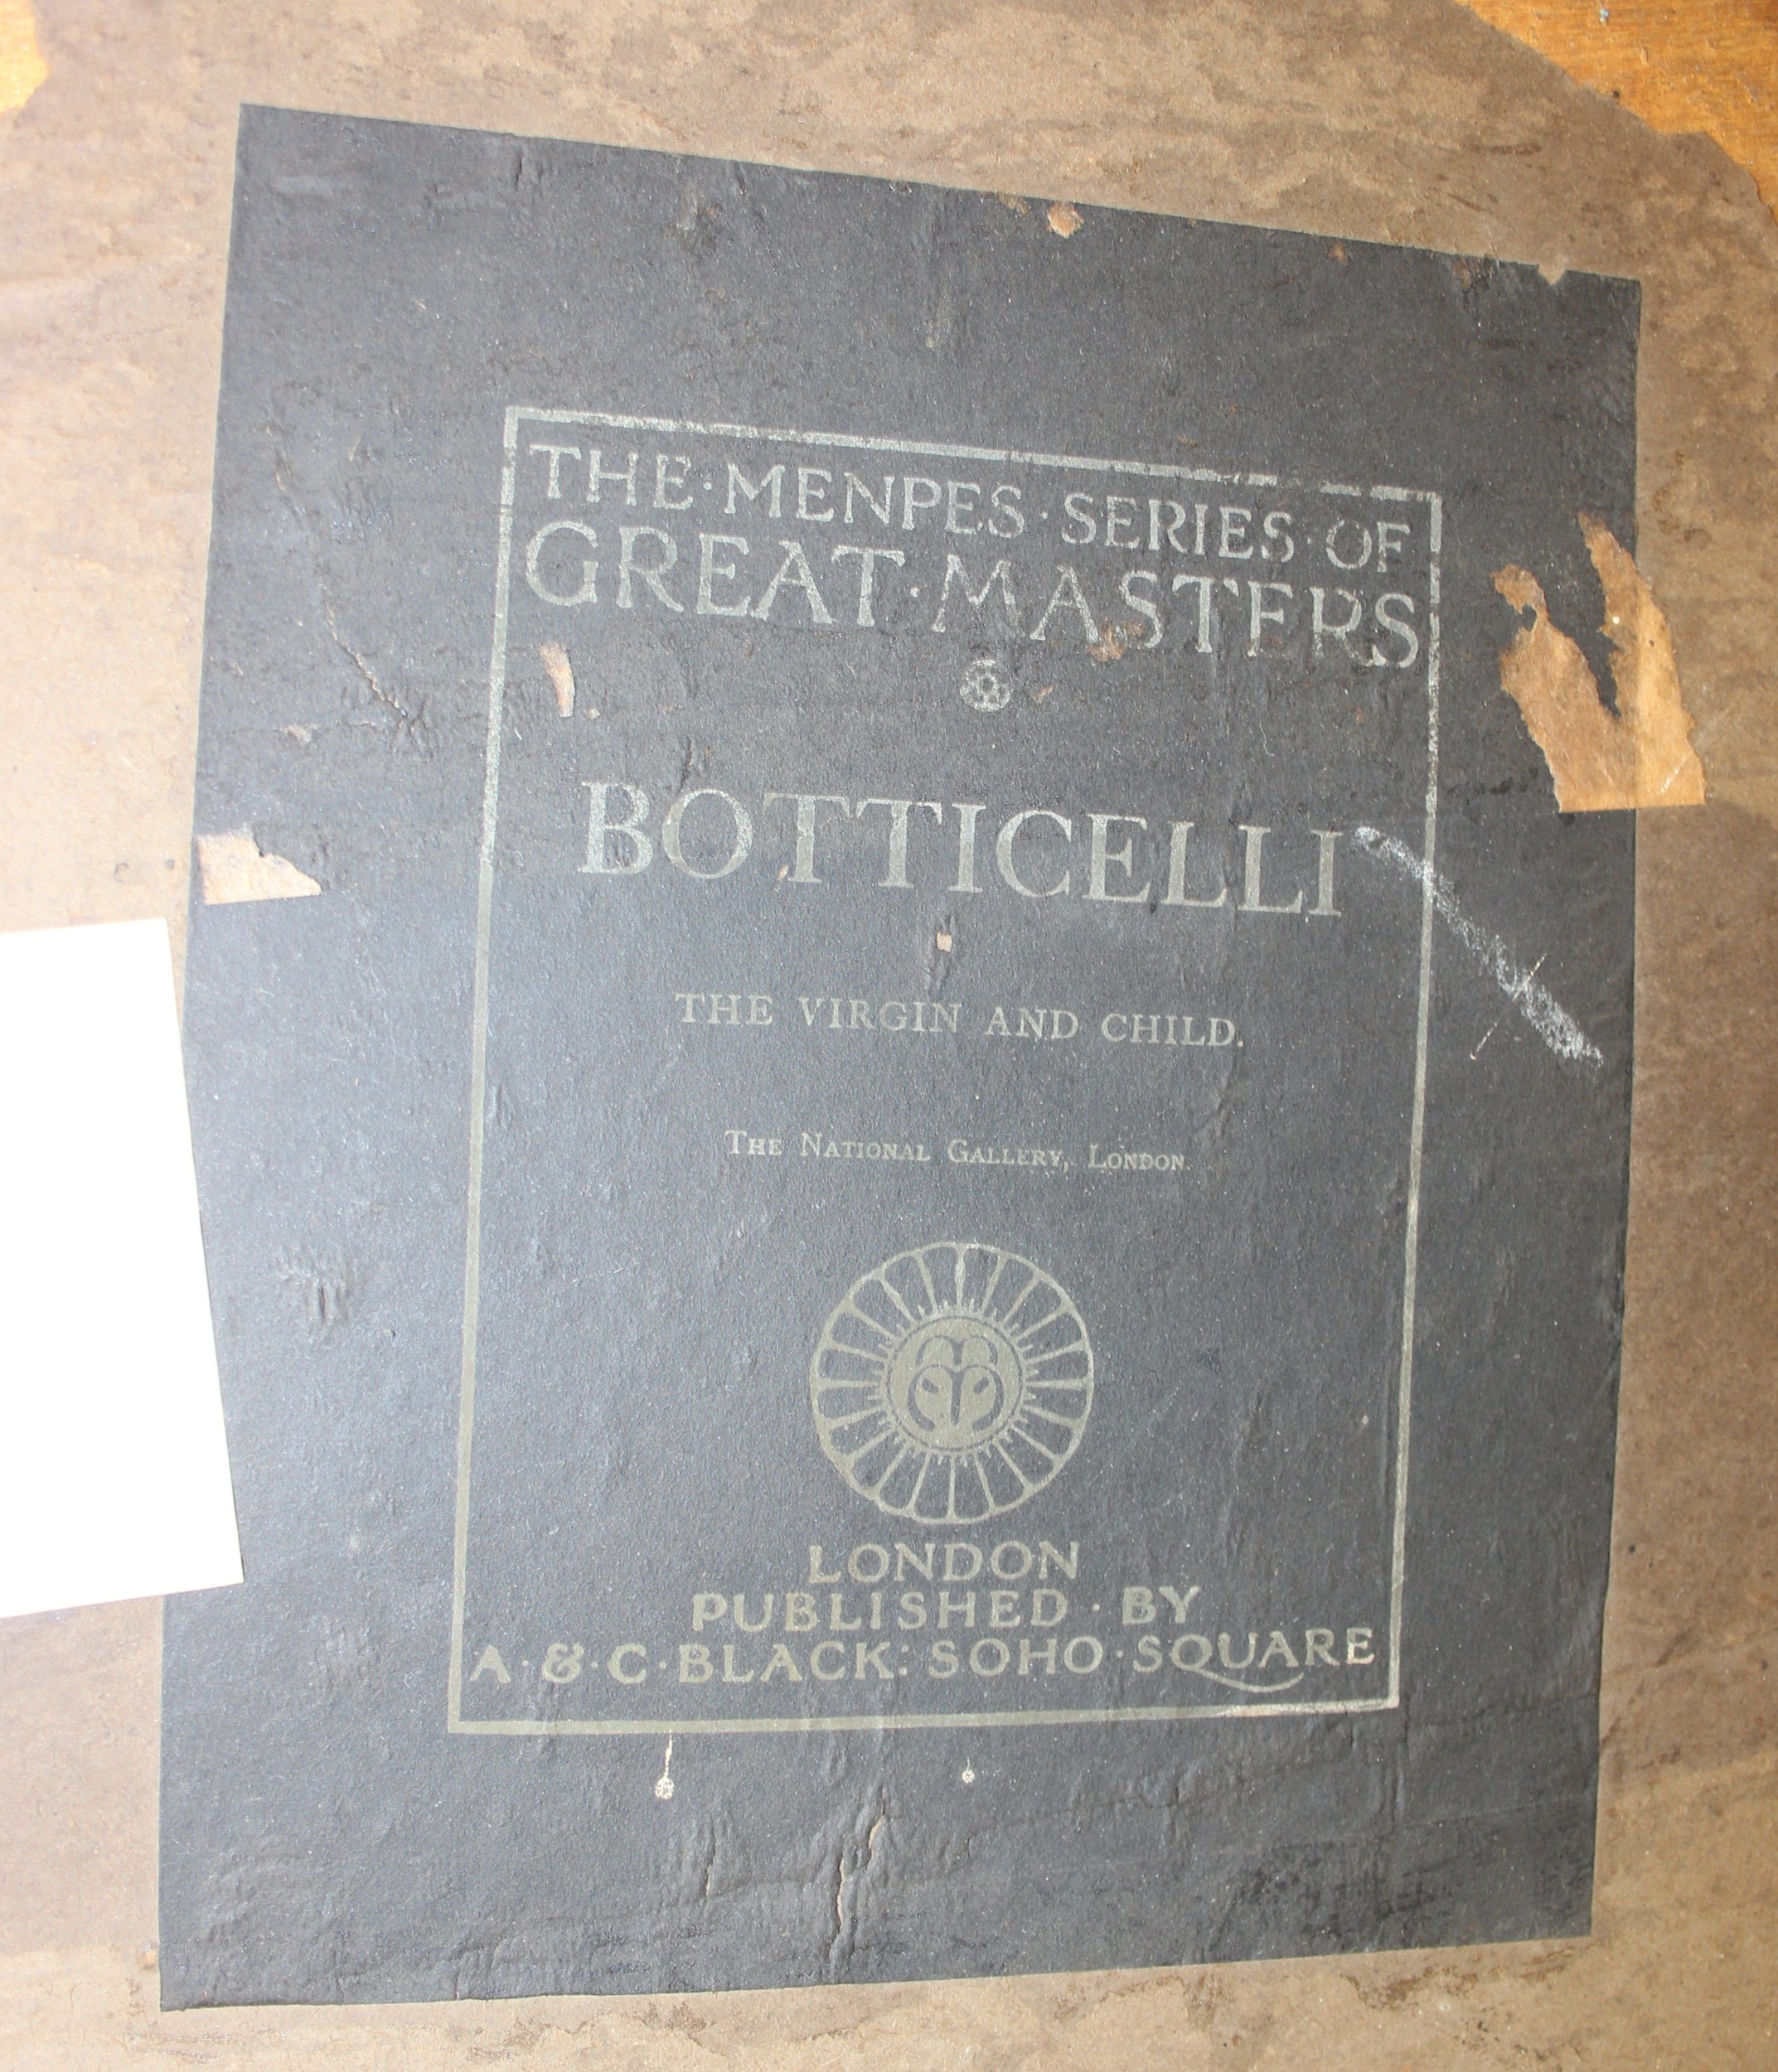 THE·MENPES·SERIES·OF
GREAT·MASTERS
BOTTICELLI
THE VIRGIN AND CHILD.
The National Gallery, London.
LONDON
PUBLISHED·BY
A·&·C·BLACK: SOHO·SQUARE